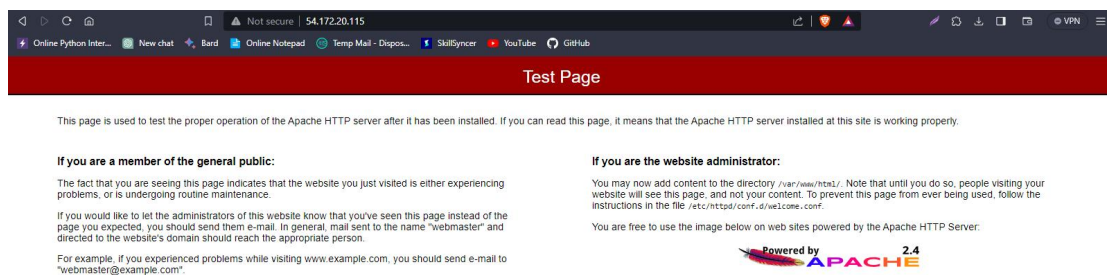 Not secure | 54.172.20.115
VPN
Online Python Inter... New chat Bard Online Notepad Temp Mail - Dispos... SkillSyncer YouTube GitHub
Test Page
This page is used to test the proper operation of the Apache HTTP server after it has been installed. If you can read this page, it means that the Apache HTTP server installed at this site is working properly.
If you are a member of the general public:
The fact that you are seeing this page indicates that the website you just visited is either experiencing
problems, or is undergoing routine maintenance.
If you would like to let the administrators of this website know that you've seen this page instead of the
page you expected, you should send them e-mail. In general, mail sent to the name "webmaster" and
directed to the website's domain should reach the appropriate person.
For example, if you experienced problems while visiting www.example.com, you should send e-mail to
"webmaster@example.com".
If you are the website administrator:
You may now add content to the directory /var/www/html/. Note that until you do so, people visiting your
website will see this page, and not your content. To prevent this page from ever being used, follow the
instructions in the file /etc/httpd/conf.d/welcome.conf.
You are free to use the image below on web sites powered by the Apache HTTP Server:
Powered by 2.4
APACHE